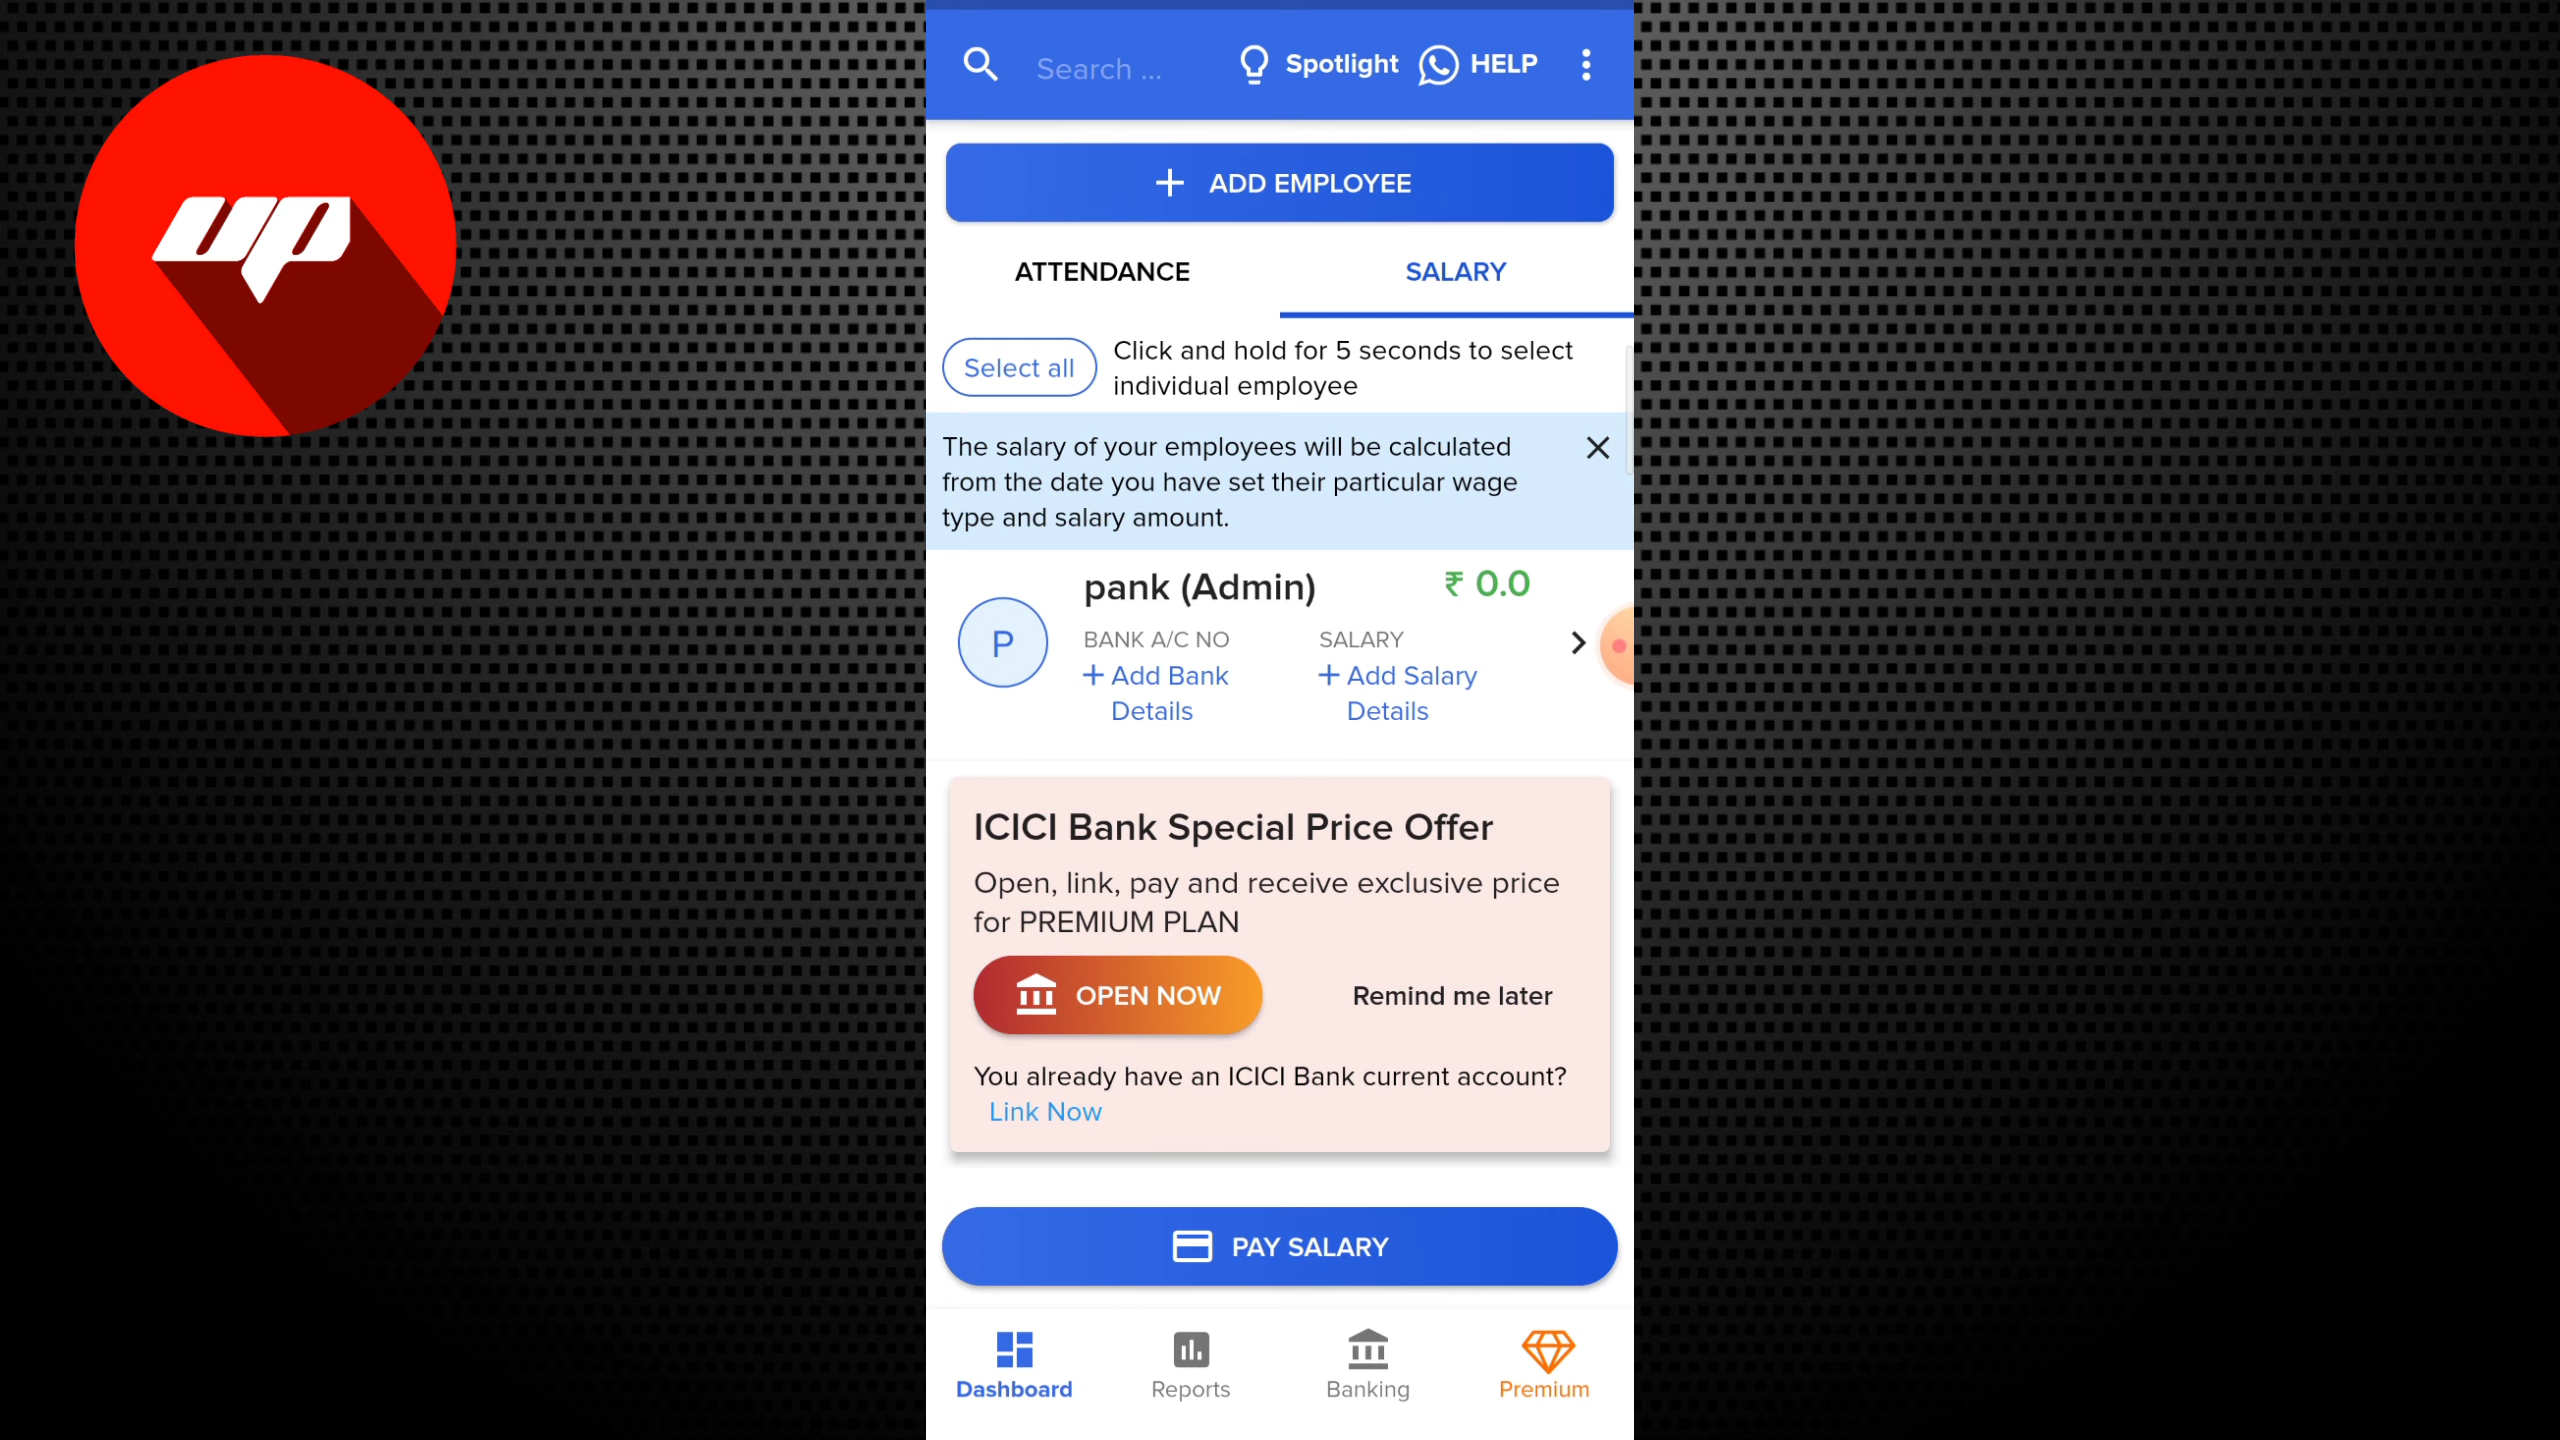 up
Search ...
Spotlight
HELP
ADD EMPLOYEE
ATTENDANCE
SALARY
Select all
Click and hold for 5 seconds to select
individual employee
The salary of your employees will be calculated
from the date you have set their particular wage
type and salary amount.
P
pank (Admin)
₹ 0.0
BANK A/C NO
SALARY
+ Add Bank
Details
+ Add Salary
Details
ICICI Bank Special Price Offer
Open, link, pay and receive exclusive price
for PREMIUM PLAN
OPEN NOW
Remind me later
You already have an ICICI Bank current account?
Link Now
PAY SALARY
Dashboard
Reports
Banking
Premium